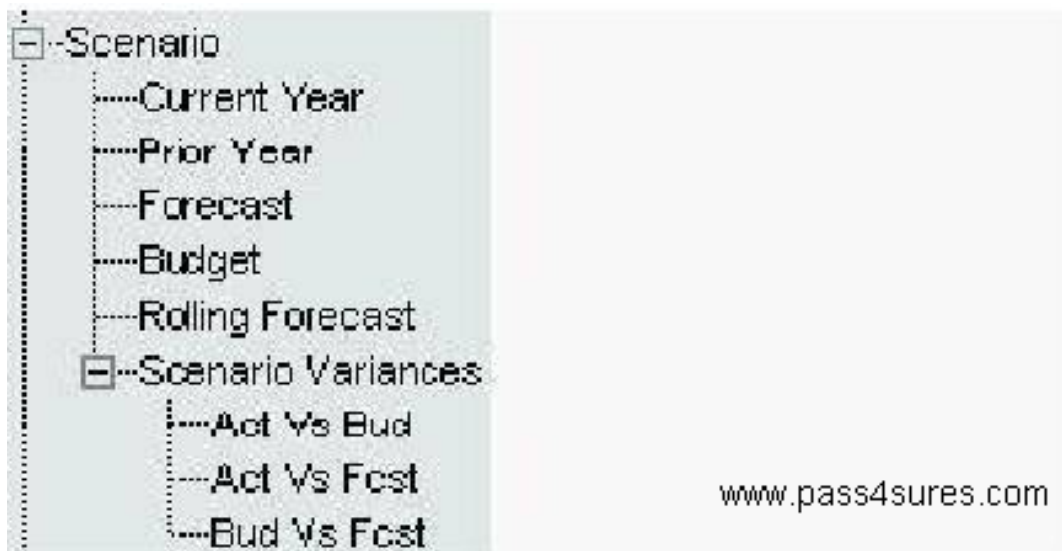 Scenario
Current Year
Prior Year
Forecast
Budget
Rolling Forecast
Scenario Variances
Act Vs Bud
Act Vs Fcst
Bud Vs Fcst
www.pass4sures.com